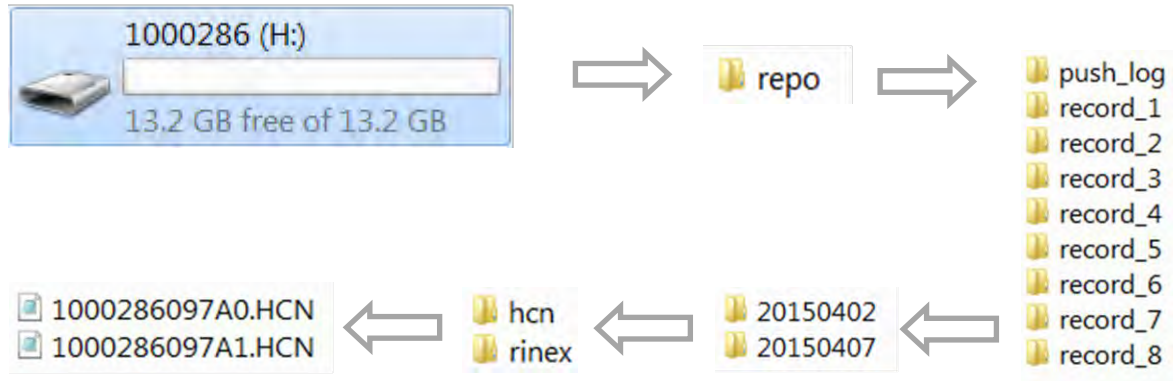 1000286 (H:)
13.2 GB free of 13.2 GB
repo
push_log
record_1
record_2
record_3
record_4
record_5
record_6
record_7
record_8
20150402
20150407
hcn
rinex
1000286097A0.HCN
1000286097A1.HCN